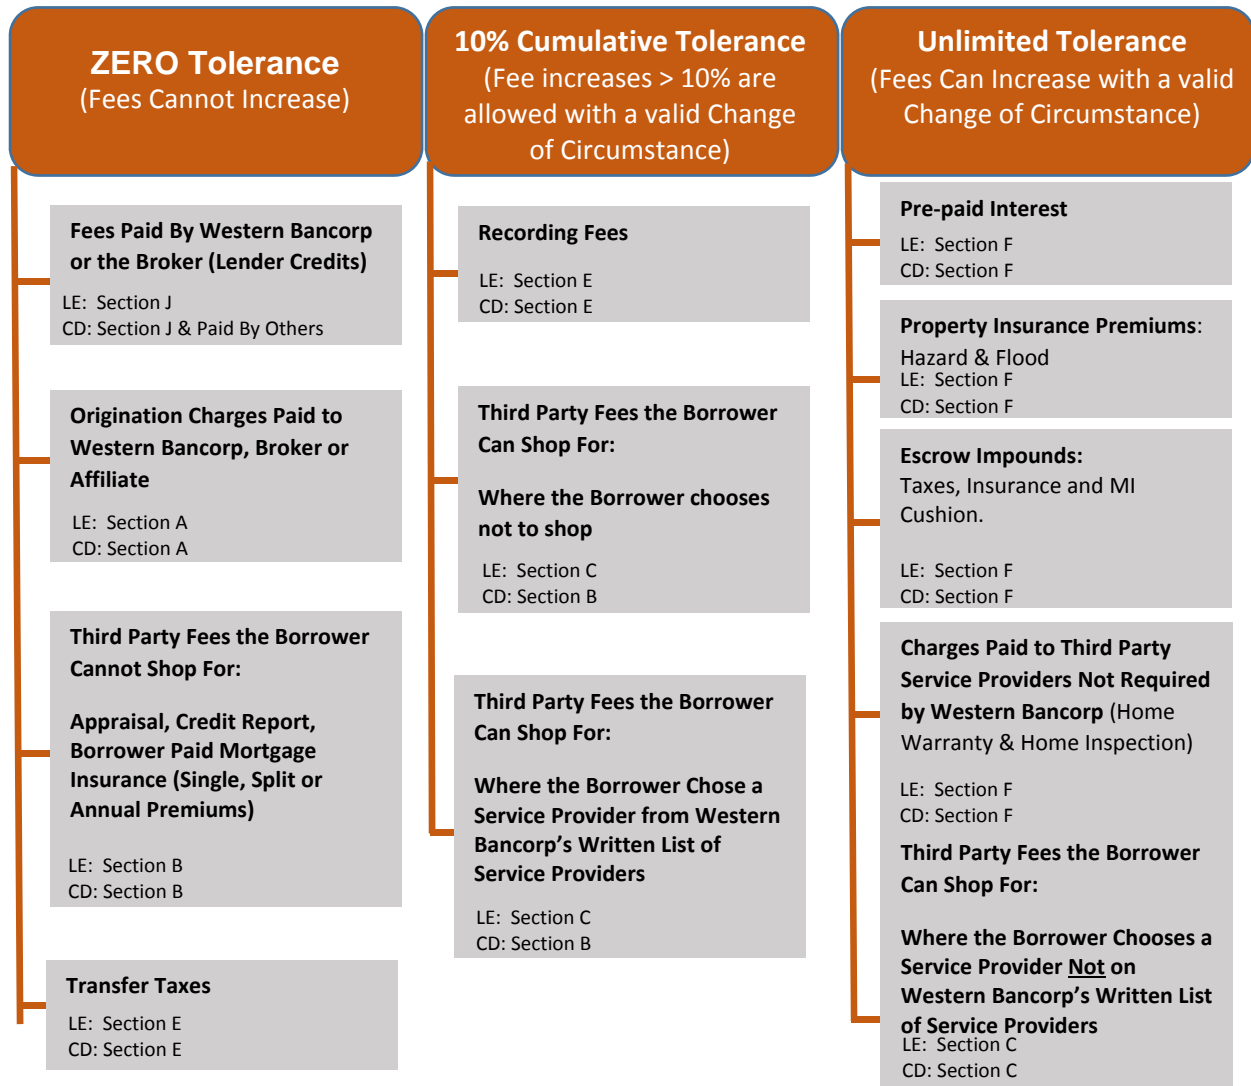 ZERO Tolerance
(Fees Cannot Increase)
Fees Paid By Western Bancorp
or the Broker (Lender Credits)
LE: Section J
CD: Section J & Paid By Others
Origination Charges Paid to
Western Bancorp, Broker or
Affiliate
LE: Section A
CD: Section A
Third Party Fees the Borrower
Cannot Shop For:
Appraisal, Credit Report,
Borrower Paid Mortgage
Insurance (Single, Split or
Annual Premiums)
LE: Section B
CD: Section B
Transfer Taxes
LE: Section E
CD: Section E
10% Cumulative Tolerance
(Fee increases > 10% are
allowed with a valid Change
of Circumstance)
Recording Fees
LE: Section E
CD: Section E
Third Party Fees the Borrower
Can Shop For:
Where the Borrower chooses
not to shop
LE: Section C
CD: Section B
Third Party Fees the Borrower
Can Shop For:
Where the Borrower Chose a
Service Provider from Western
Bancorp’s Written List of
Service Providers
LE: Section C
CD: Section B
Unlimited Tolerance
(Fees Can Increase with a valid
Change of Circumstance)
Pre-paid Interest
LE: Section F
CD: Section F
Property Insurance Premiums:
Hazard & Flood
LE: Section F
CD: Section F
Escrow Impounds:
Taxes, Insurance and MI
Cushion.
LE: Section F
CD: Section F
Charges Paid to Third Party
Service Providers Not Required
by Western Bancorp (Home
Warranty & Home Inspection)
LE: Section F
CD: Section F
Third Party Fees the Borrower
Can Shop For:
Where the Borrower Chooses a
Service Provider Not on
Western Bancorp’s Written List
of Service Providers
LE: Section C
CD: Section C